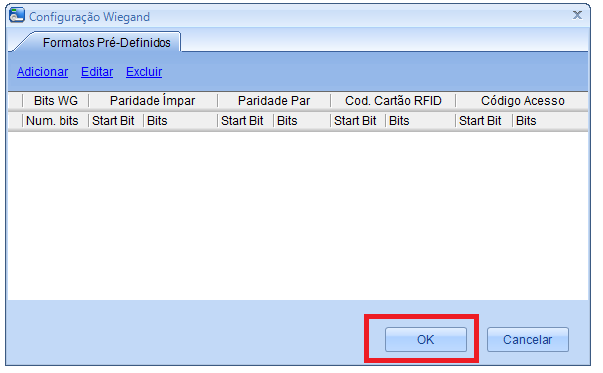 Configuração Wiegand
Formatos Pré-Definidos
Adicionar Editar Excluir
Bits WG Paridade Ímpar Paridade Par Cod. Cartão RFID Código Acesso
Num. bits Start Bit Bits Start Bit Bits Start Bit Bits Start Bit Bits
OK Cancelar